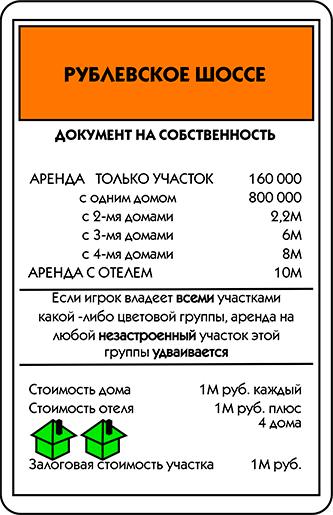 РУБЛЕВСКОЕ ШОССЕ
ДОКУМЕНТ НА СОБСТВЕННОСТЬ
АРЕНДА ТОЛЬКО УЧАСТОК 160 000
с одним домом 800 000
с 2-мя домами 2,2М
с 3-мя домами 6М
с 4-мя домами 8М
АРЕНДА С ОТЕЛЕМ 10М
Если игрок владеет всеми участками
какой -либо цветовой группы, аренда на
любой незастроенный участок этой
группы удваивается
Стоимость дома 1М руб. каждый
Стоимость отеля 1М руб. плюс
4 дома
Залоговая стоимость участка 1М руб.